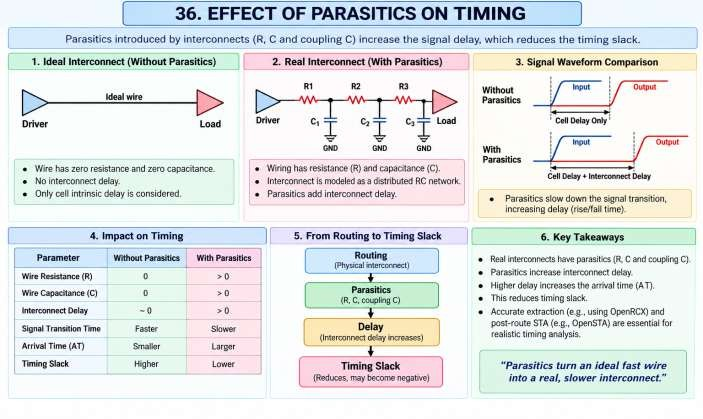 36. EFFECT OF PARASITICS ON TIMING
Parasitics introduced by interconnects (R, C and coupling C) increase the signal delay, which reduces the timing slack.
1. Ideal Interconnect (Without Parasitics)
Ideal wire
Driver
Load
• Wire has zero resistance and zero capacitance.
• No interconnect delay.
• Only cell intrinsic delay is considered.
2. Real Interconnect (With Parasitics)
R1 R2 R3
Driver
C1 C2 C3
Load
GND GND GND
• Wiring has resistance (R) and capacitance (C).
• Interconnect is modeled as a distributed RC network.
• Parasitics add interconnect delay.
3. Signal Waveform Comparison
Without
Parasitics
Input
Output
Cell Delay Only
With
Parasitics
Input
Output
Cell Delay + Interconnect Delay
• Parasitics slow down the signal transition,
increasing delay (rise/fall time).
4. Impact on Timing
Parameter Without Parasitics With Parasitics
Wire Resistance (R) 0 > 0
Wire Capacitance (C) 0 > 0
Interconnect Delay ~ 0 > 0
Signal Transition Time Faster Slower
Arrival Time (AT) Smaller Larger
Timing Slack Higher Lower
5. From Routing to Timing Slack
Routing
(Physical interconnect)
Parasitics
(R, C, coupling C)
Delay
(Interconnect delay increases)
Timing Slack
(Reduces, may become negative)
6. Key Takeaways
• Real interconnects have parasitics (R, C and coupling C).
• Parasitics increase interconnect delay.
• Higher delay increases the arrival time (AT).
• This reduces timing slack.
• Accurate extraction (e.g., using OpenRCX) and
post-route STA (e.g., OpenSTA) are essential for
realistic timing analysis.
"Parasitics turn an ideal fast wire
into a real, slower interconnect."